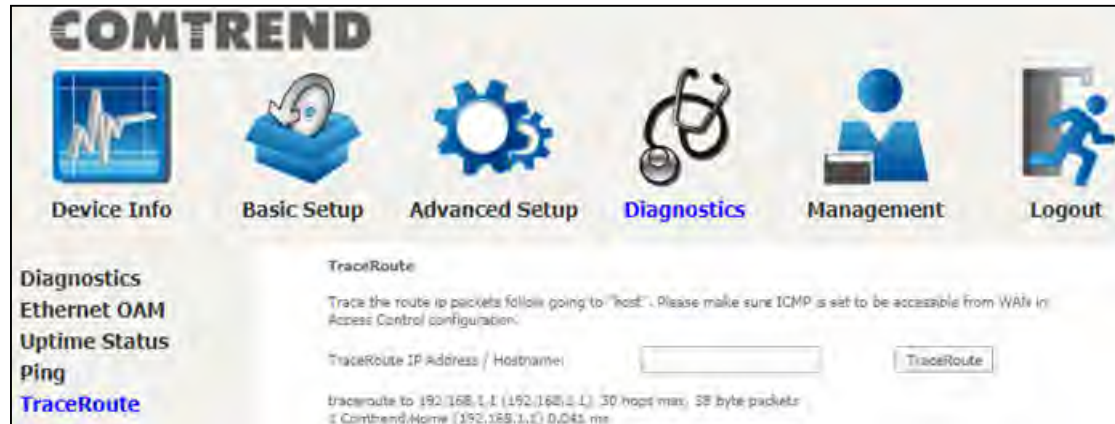 COMTREND
Device Info
Basic Setup
Advanced Setup
Diagnostics
Management
Logout
Diagnostics
Ethernet OAM
Uptime Status
Ping
TraceRoute
TraceRoute
Trace the route ip packets follow going to "host". Please make sure ICMP is set to be accessible from WAN in
Access Control configuration.
TraceRoute IP Address / Hostname:
TraceRoute
traceroute to 192.168.1.1 (192.168.1.1), 30 hops max, 38 byte packets
1 Comtrend.Home (192.168.1.1) 0.041 ms